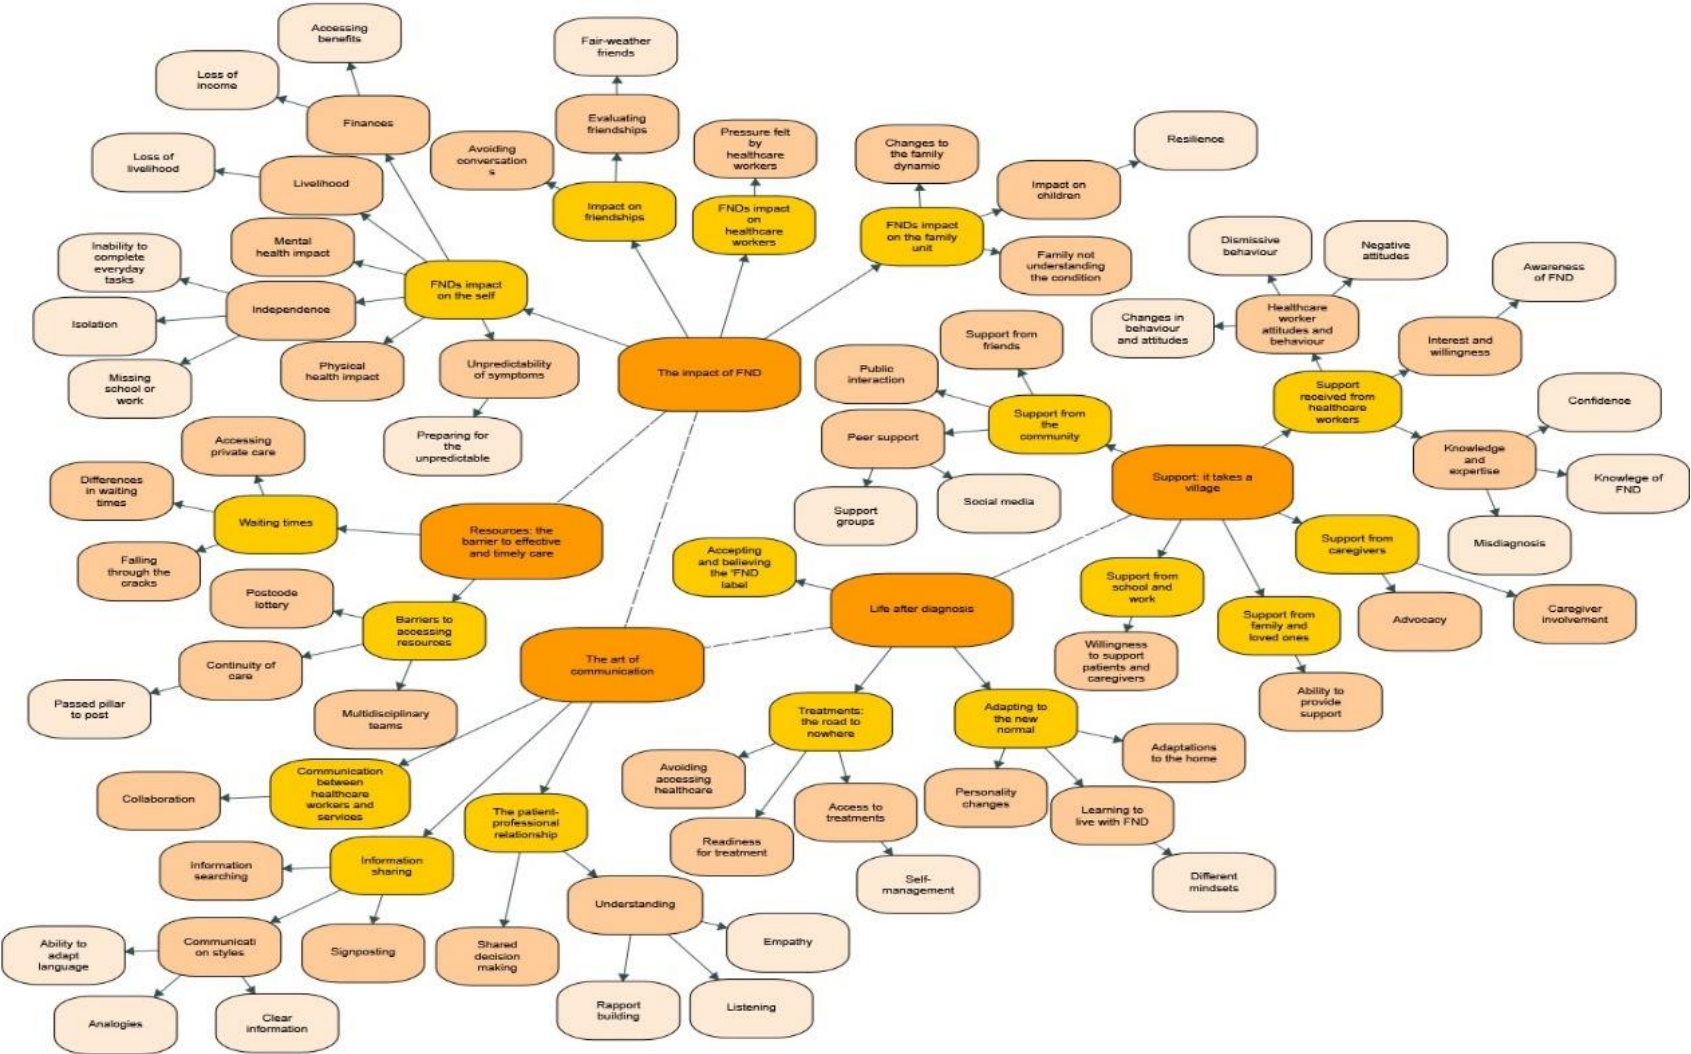 Accessing
benefits
Loss of
income
Finances
Loss of
livelihood
Livelihood
Mental
health impact
Inability to
complete
everyday
tasks
Independence
Isolation
Missing
school or
work
Physical
health impact
FNDs impact
on the self
Unpredictability
of symptoms
Preparing for
the
unpredictable
Fair-weather
friends
Evaluating
friendships
Avoiding
conversation
s
Impact on
friendships
Pressure felt
by
healthcare
workers
FNDs impact
on
healthcare
workers
Changes to
the family
dynamic
Impact on
children
Resilience
FNDs impact
on the family
unit
Family not
understanding
the condition
The impact of FND
Dismissive
behaviour
Negative
attitudes
Changes in
behaviour
and attitudes
Healthcare
worker
attitudes and
behaviour
Awareness
of FND
Interest and
willingness
Support
received from
healthcare
workers
Confidence
Knowledge
and
expertise
Knowlege of
FND
Misdiagnosis
Support from
friends
Public
interaction
Support from
the
community
Peer support
Support
groups
Social media
Support: it takes a
village
Support from
caregivers
Advocacy
Caregiver
involvement
Support from
school and
work
Willingness
to support
patients and
caregivers
Support from
family and
loved ones
Ability to
provide
support
Accessing
private care
Differences
in waiting
times
Waiting times
Falling
through the
cracks
Resources: the
barrier to effective
and timely care
Postcode
lottery
Barriers to
accessing
resources
Continuity of
care
Passed pillar
to post
Multidisciplinary
teams
Accepting
and believing
the 'FND
label
Life after diagnosis
Treatments:
the road to
nowhere
Avoiding
accessing
healthcare
Readiness
for treatment
Access to
treatments
Self-
management
Adapting to
the new
normal
Adaptations
to the home
Personality
changes
Learning to
live with FND
Different
mindsets
The art of
communication
Communication
between
healthcare
workers and
services
Collaboration
Information
sharing
Information
searching
Communicati
on styles
Signposting
Ability to
adapt
language
Analogies
Clear
information
The patient-
professional
relationship
Shared
decision
making
Understanding
Empathy
Rapport
building
Listening